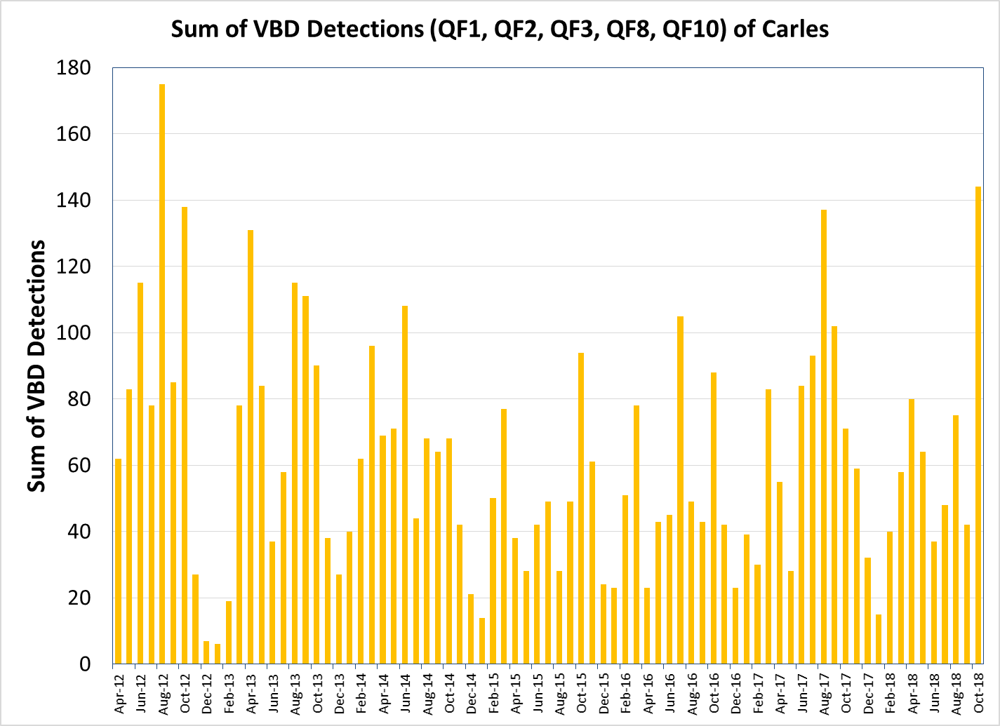 Sum of VBD Detections (QF1, QF2, QF3, QF8, QF10) of Carles
Sum of VBD Detections
180
160
140
120
100
80
60
40
20
0
Apr-12
Jun-12
Aug-12
Oct-12
Dec-12
Feb-13
Apr-13
Jun-13
Aug-13
Oct-13
Dec-13
Feb-14
Apr-14
Jun-14
Aug-14
Oct-14
Dec-14
Feb-15
Apr-15
Jun-15
Aug-15
Oct-15
Dec-15
Feb-16
Apr-16
Jun-16
Aug-16
Oct-16
Dec-16
Feb-17
Apr-17
Jun-17
Aug-17
Oct-17
Dec-17
Feb-18
Apr-18
Jun-18
Aug-18
Oct-18